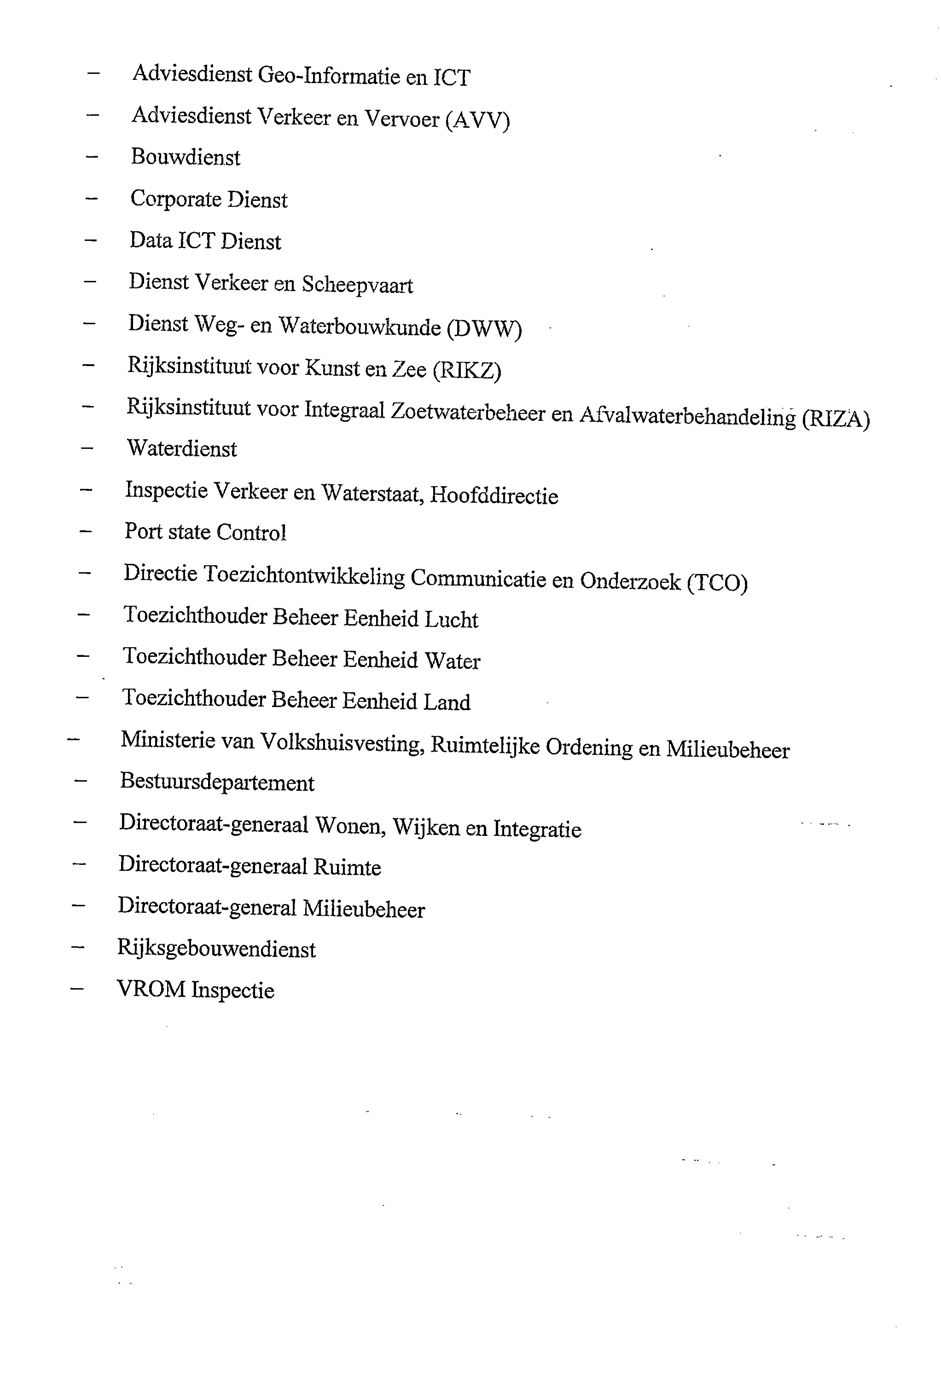 – Adviesdienst Geo-Informatie en ICT
– Adviesdienst Verkeer en Vervoer (AVV)
– Bouwdienst
– Corporate Dienst
– Data ICT Dienst
– Dienst Verkeer en Scheepvaart
– Dienst Weg- en Waterbouwkunde (DWW)
– Rijksinstituut voor Kunst en Zee (RIKZ)
– Rijksinstituut voor Integraal Zoetwaterbeheer en Afvalwaterbehandeling (RIZA)
– Waterdienst
– Inspectie Verkeer en Waterstaat, Hoofddirectie
– Port state Control
– Directie Toezichtontwikkeling Communicatie en Onderzoek (TCO)
– Toezichthouder Beheer Eenheid Lucht
– Toezichthouder Beheer Eenheid Water
– Toezichthouder Beheer Eenheid Land
– Ministerie van Volkshuisvesting, Ruimtelijke Ordening en Milieubeheer
– Bestuursdepartement
– Directoraat-generaal Wonen, Wijken en Integratie
– Directoraat-generaal Ruimte
– Directoraat-general Milieubeheer
– Rijksgebouwendienst
– VROM Inspectie